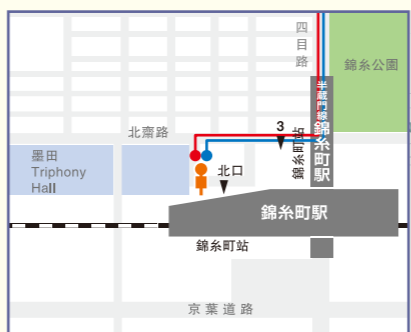 四目路
錦糸公園
半蔵門線
錦糸町駅
錦糸町站
3
北齋路
墨田
Triphony
Hall
北口
錦糸町駅
錦糸町站
京葉道路